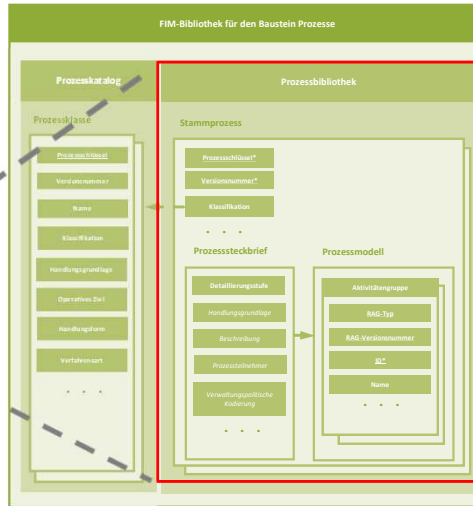 FIM-Bibliothek für den Baustein Prozesse
Prozesskatalog
Prozessklasse
Prozessschlüssel
Versionsnummer
Name
Klassifikation
Handlungsgrundlage
Operatives Ziel
Handlungsform
Verfahrensart
. . .
Prozessbibliothek
Stammprozess
Prozessschlüssel*
Versionsnummer*
Klassifikation
. . .
Prozesssteckbrief
Detaillierungsstufe
Handlungsgrundlage
Beschreibung
Prozessteilnehmer
Verwaltungspolitische
Kodierung
. . .
Prozessmodell
Aktivitätengruppe
RAG-Typ
RAG-Versionsnummer
ID*
Name
. . .